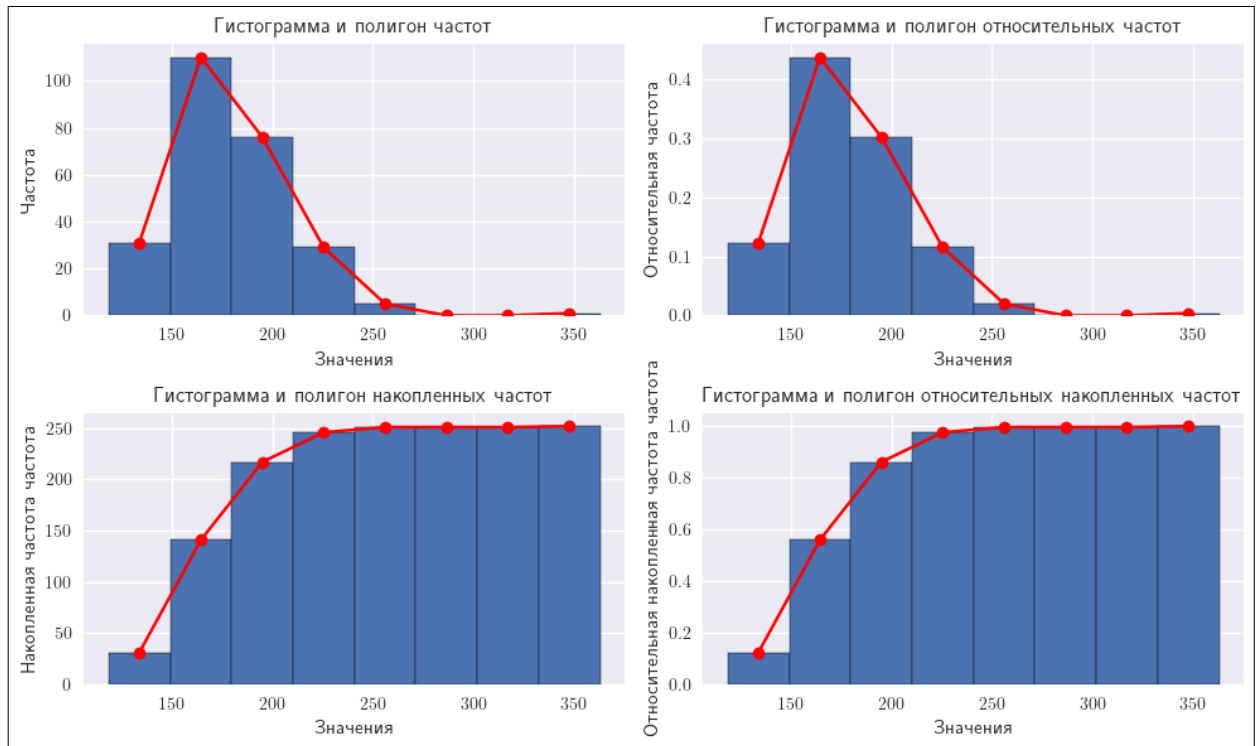 Гистограмма и полигон частот
Частота
100
80
60
40
20
0
150 200 250 300 350
Значения
Гистограмма и полигон относительных частот
Относительная частота
0.4
0.3
0.2
0.1
0.0
150 200 250 300 350
Значения
Гистограмма и полигон накопленных частот
Накопленная частота частота
250
200
150
100
50
0
150 200 250 300 350
Значения
Гистограмма и полигон относительных накопленных частот
Относительная накопленная частота частота
1.0
0.8
0.6
0.4
0.2
0.0
150 200 250 300 350
Значения